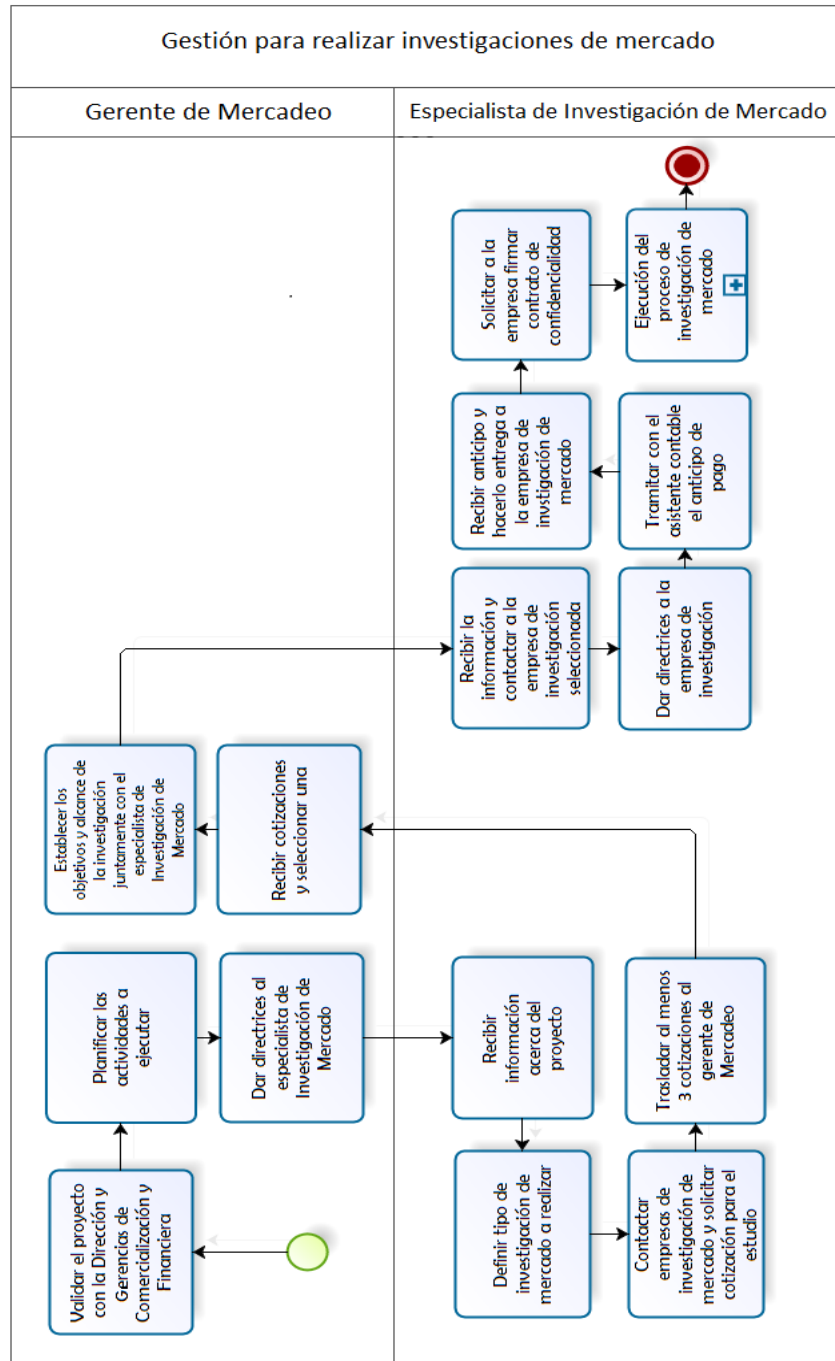 Gestión para realizar investigaciones de mercado
Gerente de Mercadeo
Especialista de Investigación de Mercado
Validar el proyecto
con la Dirección y
Gerencias de
Comercialización y
Financiera
Planificar las
actividades a
ejecutar
Dar directrices al
especialista de
Investigación de
Mercado
Recibir
información
acerca del
proyecto
Definir tipo de
investigación de
mercado a realizar
Contactar
empresas de
investigación de
mercado y solicitar
cotización para el
estudio
Trasladar al menos
3 cotizaciones al
gerente de
Mercadeo
Recibir cotizaciones
y seleccionar una
Establecer los
objetivos y alcance de
la investigación
juntamente con el
especialista de
Investigación de
Mercado
Recibir la
información y
contactar a la
empresa de
investigación
seleccionada
Dar directrices a la
empresa de
investigación
Tramitar con el
asistente contable
el anticipo de
pago
Recibir anticipo y
hacerlo entrega a
la empresa de
invstigación de
mercado
Solicitar a la
empresa firmar
contrato de
confidencialidad
Ejecución del
proceso de
investigación de
mercado